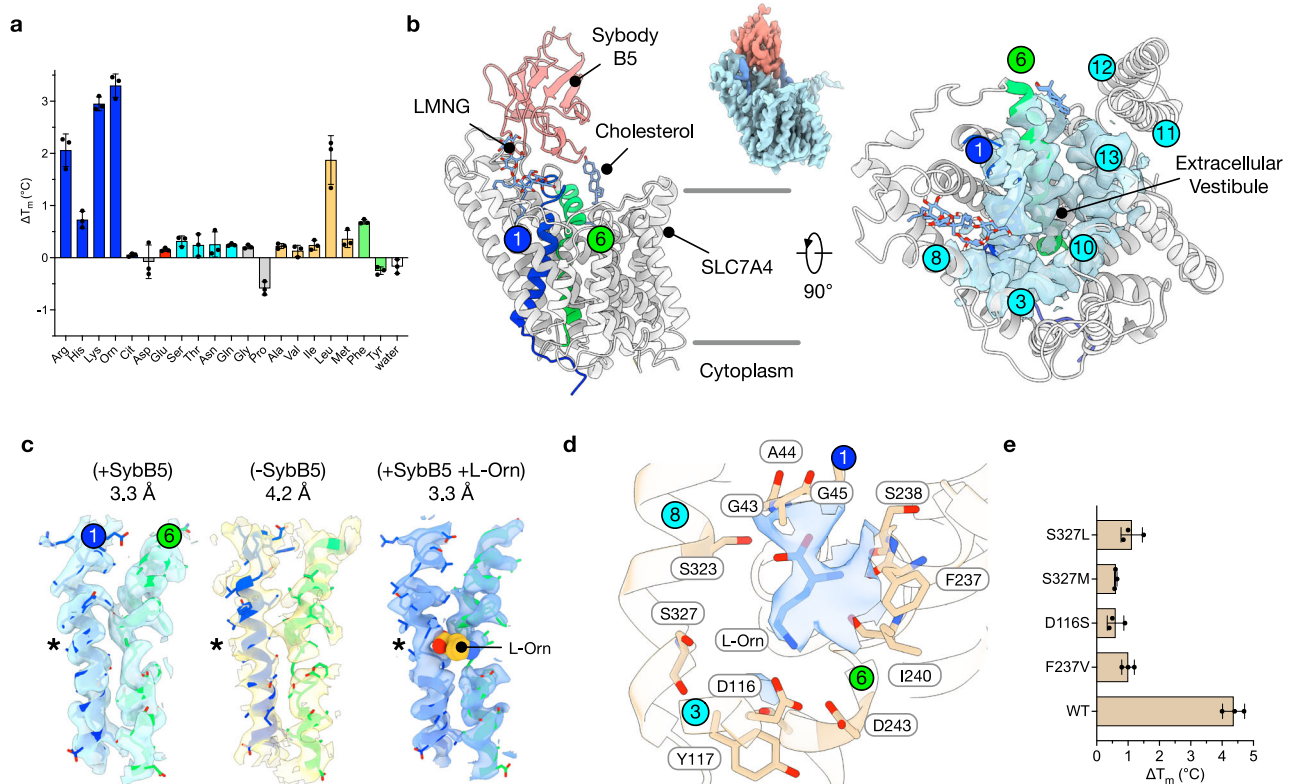 a
ΔTm (°C)
3
2
1
0
-1
Arg
His
Lys
Orn
Cit
Asp
Glu
Ser
Thr
Asn
Gln
Gly
Pro
Ala
Val
Ile
Leu
Met
Phe
Tyr
water
b
Sybody
B5
LMNG
Cholesterol
1
6
SLC7A4
Cytoplasm
90°
6
12
11
1
13
Extracellular
Vestibule
10
8
3
c
(+SybB5)
3.3 Å
(-SybB5)
4.2 Å
(+SybB5 +L-Orn)
3.3 Å
1
6
*
*
*
L-Orn
d
A44
1
G43
G45
S238
8
S323
F237
S327
L-Orn
I240
D116
6
3
D243
Y117
e
S327L
S327M
D116S
F237V
WT
0 1 2 3 4 5
ΔTm (°C)